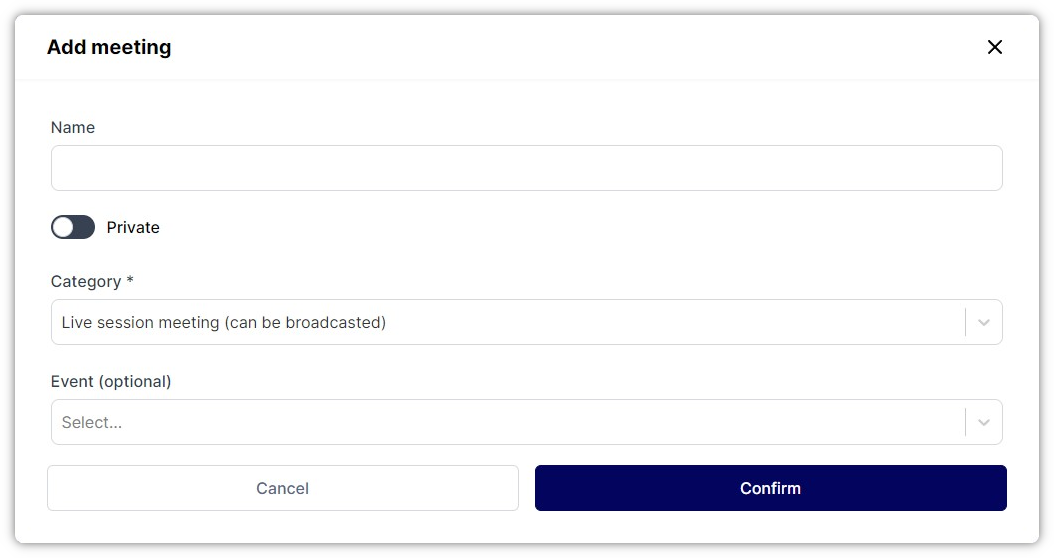 Add meeting
Name
Private
Category *
Live session meeting (can be broadcasted)
Event (optional)
Select...
Cancel
Confirm